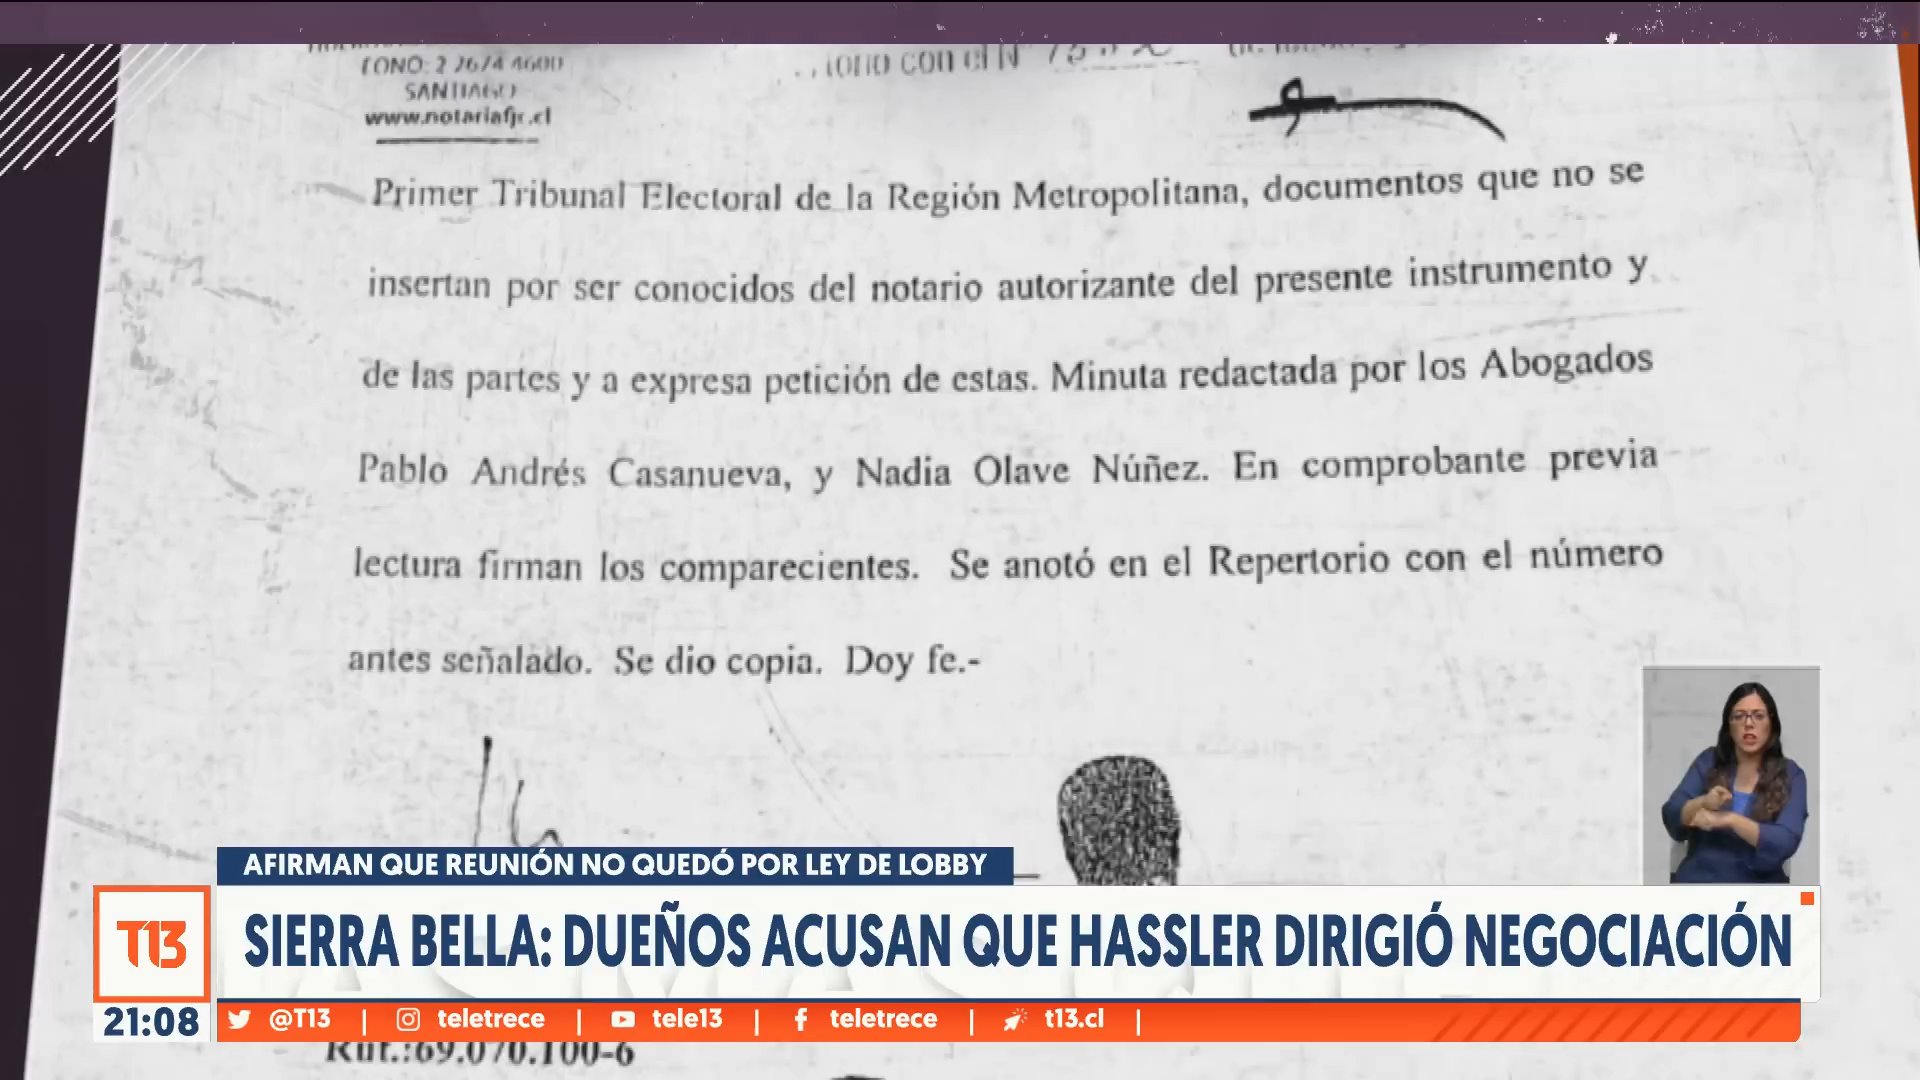 FONO: 2 2674 4600
SANTIAGO
www.notariafjc.cl
Primer Tribunal Electoral de la Región Metropolitana, documentos que no se
insertan por ser conocidos del notario autorizante del presente instrumento y
de las partes y a expresa petición de estas. Minuta redactada por los Abogados
Pablo Andrés Casanueva, y Nadia Olave Núñez. En comprobante previa
lectura firman los comparecientes. Se anotó en el Repertorio con el número
antes señalado. Se dio copia. Doy fe.-
AFIRMAN QUE REUNIÓN NO QUEDÓ POR LEY DE LOBBY
T13
SIERRA BELLA: DUEÑOS ACUSAN QUE HASSLER DIRIGIÓ NEGOCIACIÓN
21:08
@T13 | teletrece | tele13 | teletrece | t13.cl |
Rut.:69.070.100-6